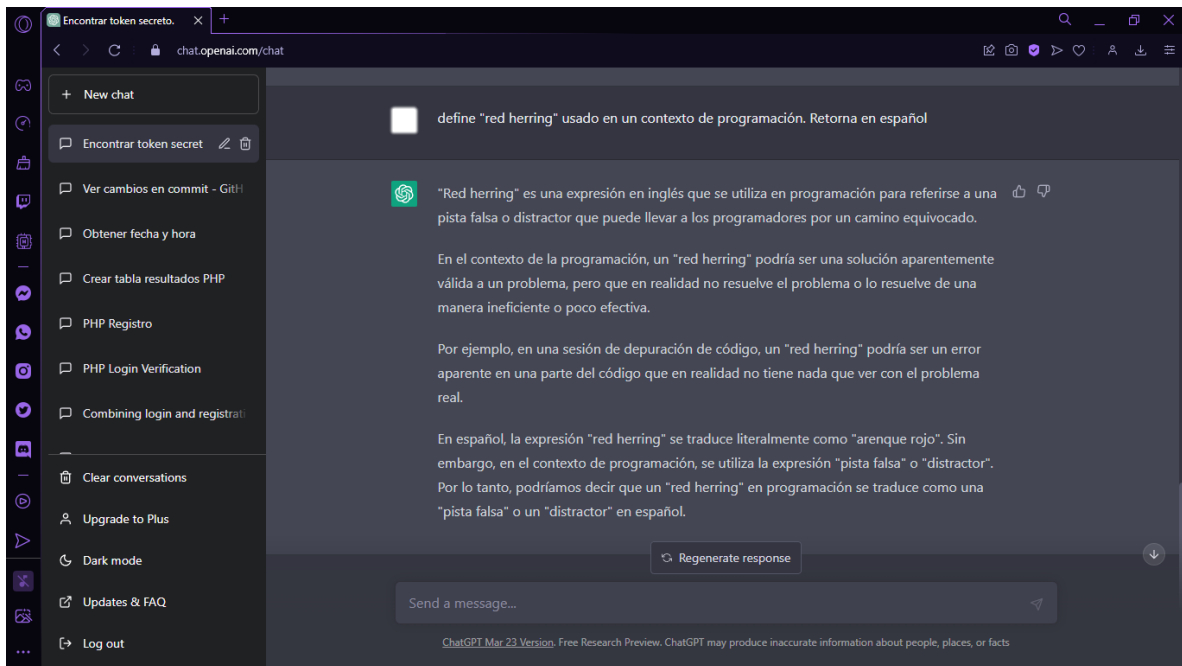 Encontrar token secreto.
chat.openai.com/chat
New chat
Encontrar token secret
Ver cambios en commit - GitH
Obtener fecha y hora
Crear tabla resultados PHP
PHP Registro
PHP Login Verification
Combining login and registrati
Clear conversations
Upgrade to Plus
Dark mode
Updates & FAQ
Log out
define "red herring" usado en un contexto de programación. Retorna en español
"Red herring" es una expresión en inglés que se utiliza en programación para referirse a una
pista falsa o distractor que puede llevar a los programadores por un camino equivocado.
En el contexto de la programación, un "red herring" podría ser una solución aparentemente
válida a un problema, pero que en realidad no resuelve el problema o lo resuelve de una
manera ineficiente o poco efectiva.
Por ejemplo, en una sesión de depuración de código, un "red herring" podría ser un error
aparente en una parte del código que en realidad no tiene nada que ver con el problema
real.
En español, la expresión "red herring" se traduce literalmente como "arenque rojo". Sin
embargo, en el contexto de programación, se utiliza la expresión "pista falsa" o "distractor".
Por lo tanto, podríamos decir que un "red herring" en programación se traduce como una
"pista falsa" o un "distractor" en español.
Regenerate response
Send a message...
ChatGPT Mar 23 Version. Free Research Preview. ChatGPT may produce inaccurate information about people, places, or facts